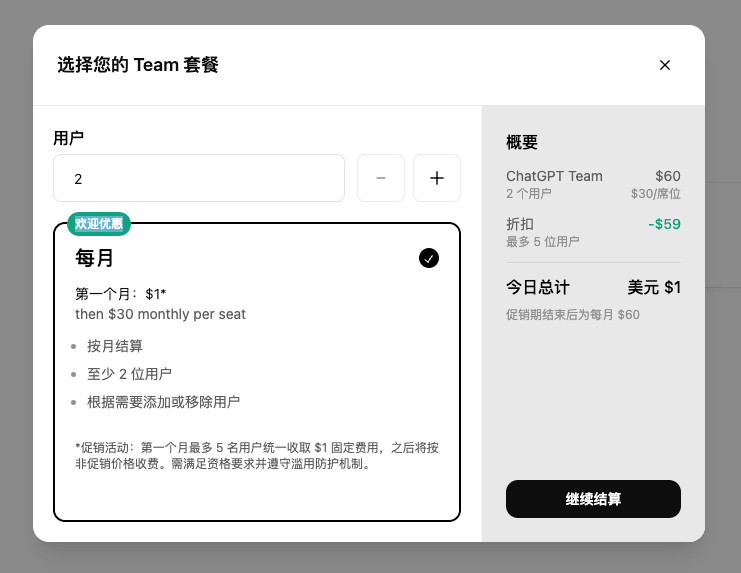 选择您的 Team 套餐
用户
2
欢迎优惠
每月
第一个月：$1*
then $30 monthly per seat
按月结算
至少 2 位用户
根据需要添加或移除用户
*促销活动：第一个月最多 5 名用户统一收取 $1 固定费用，之后将按
非促销价格收费。需满足资格要求并遵守滥用防护机制。
概要
ChatGPT Team $60
2 个用户 $30/席位
折扣 -$59
最多 5 位用户
今日总计 美元 $1
促销期结束后为每月 $60
继续结算